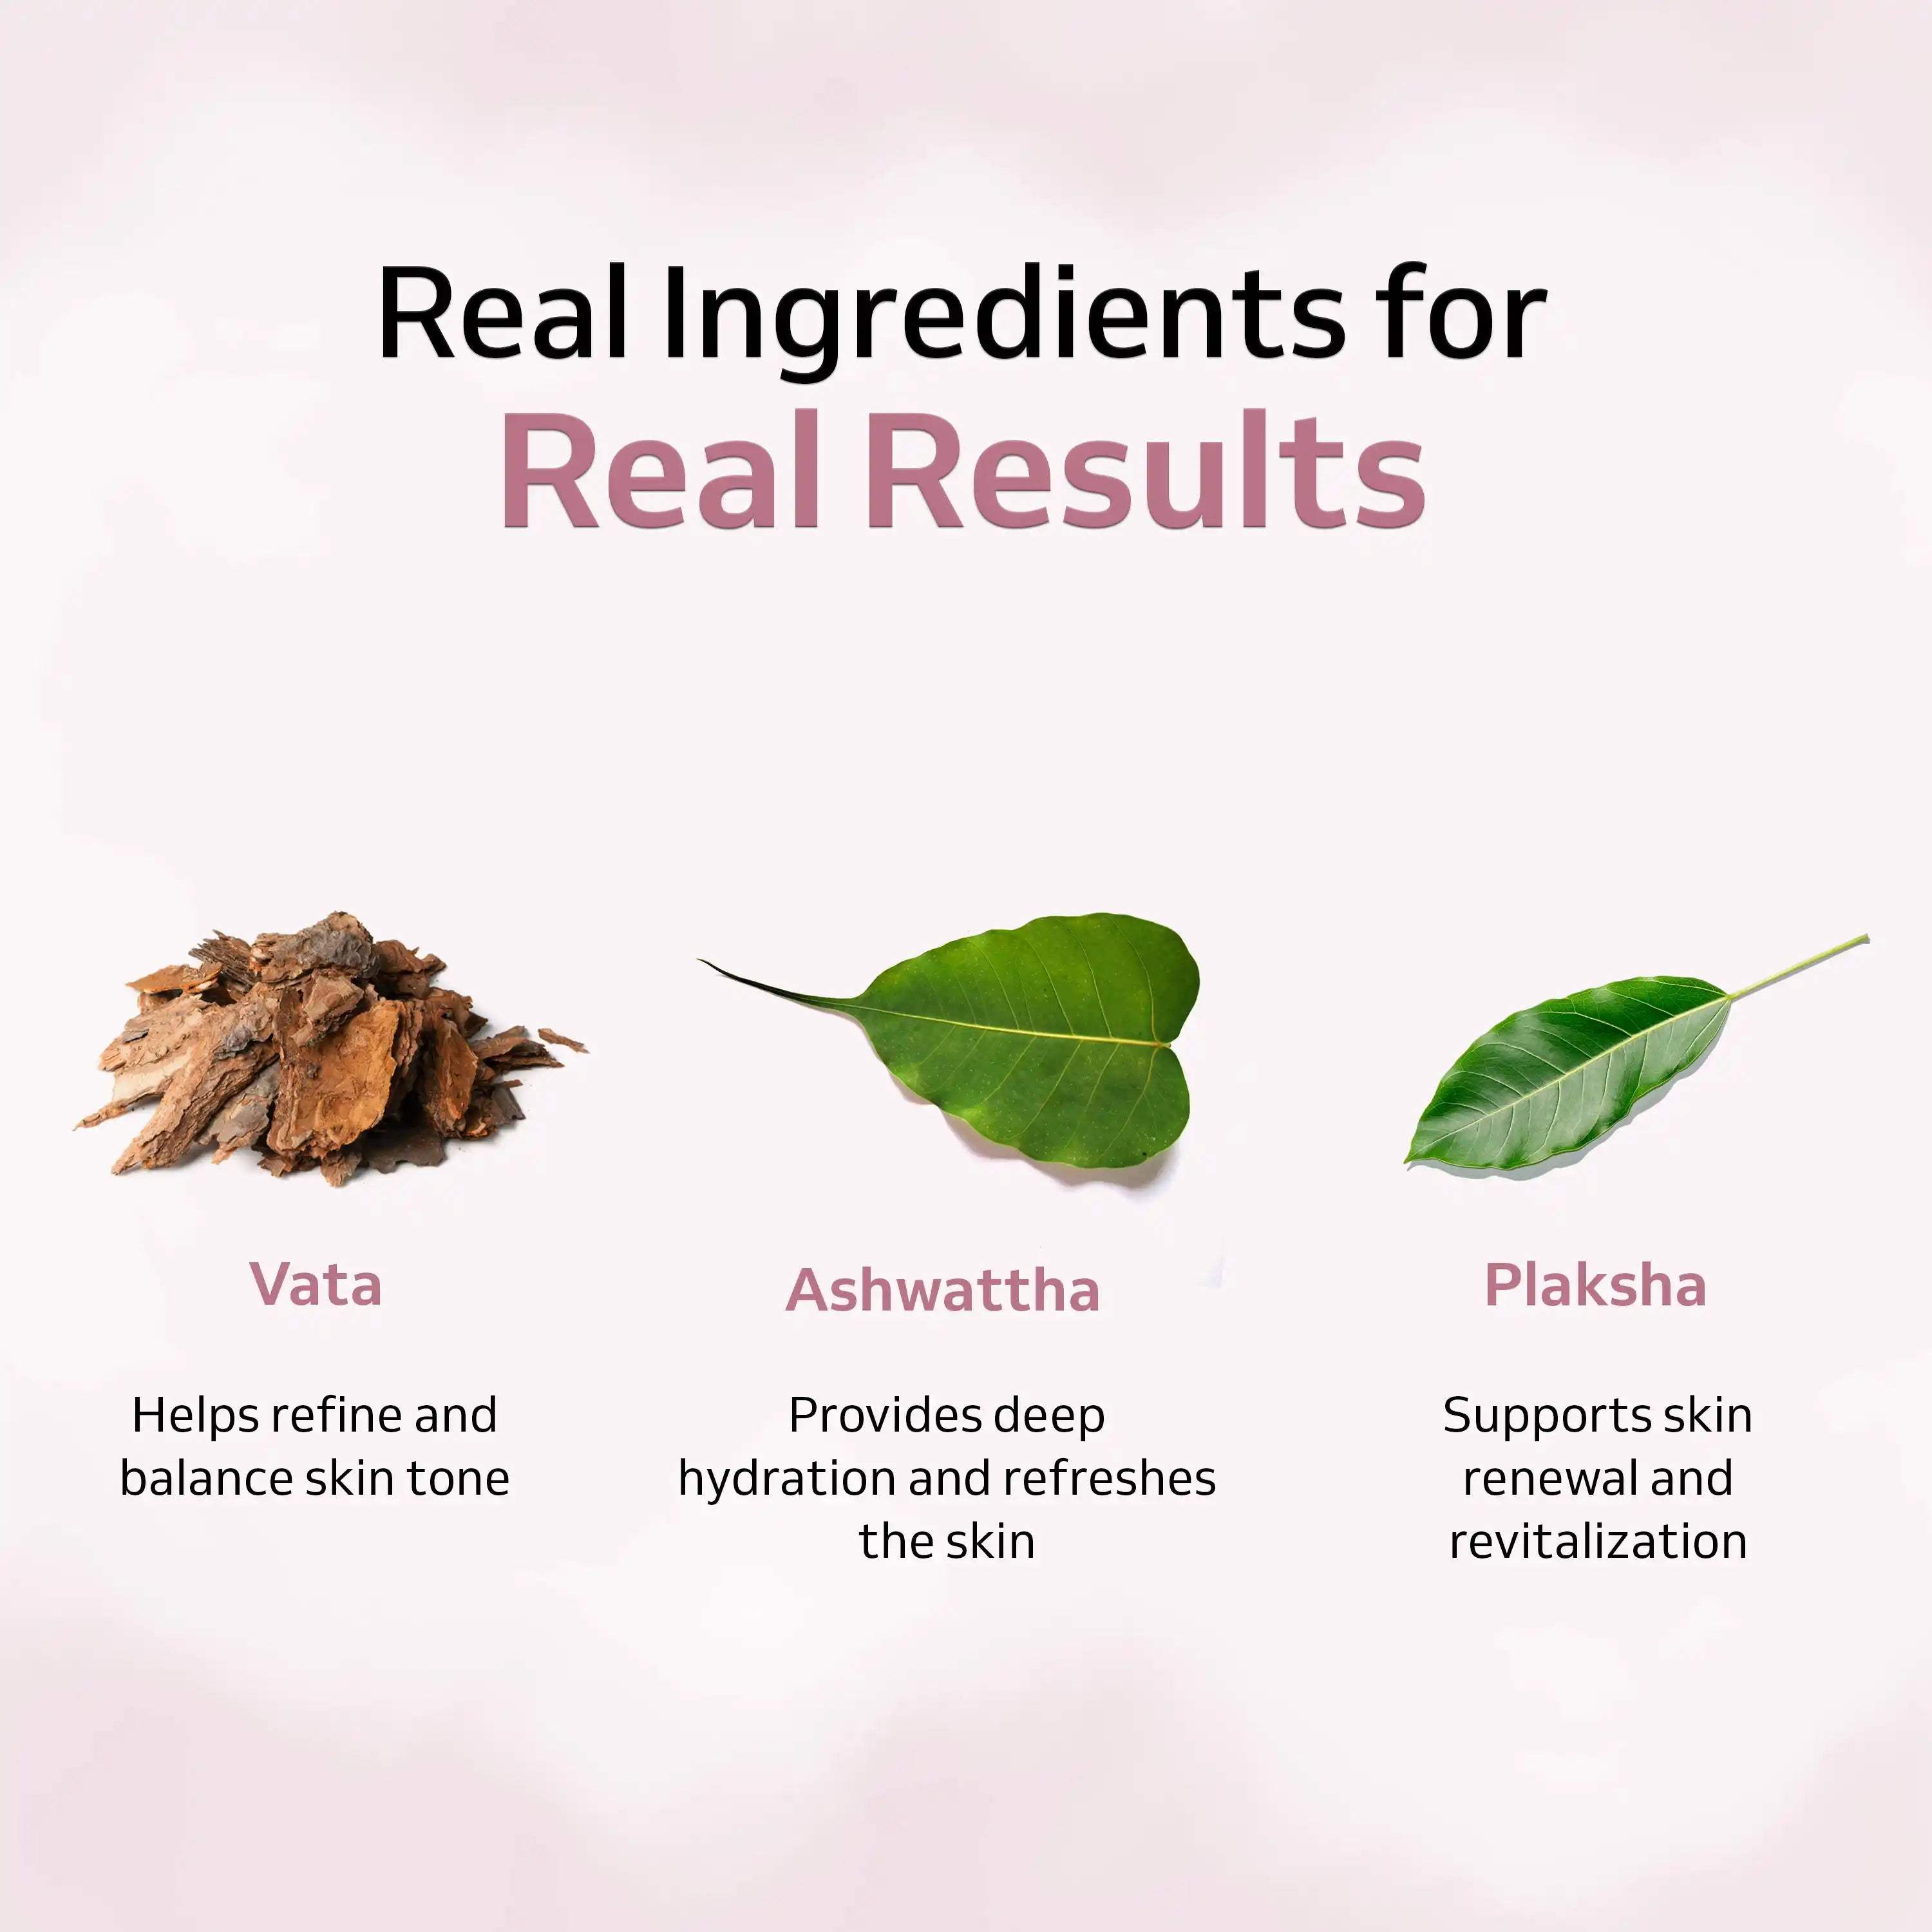 Real Ingredients for
Real Results
Vata
Helps refine and
balance skin tone
Ashwattha
Provides deep
hydration and refreshes
the skin
Plaksha
Supports skin
renewal and
revitalization